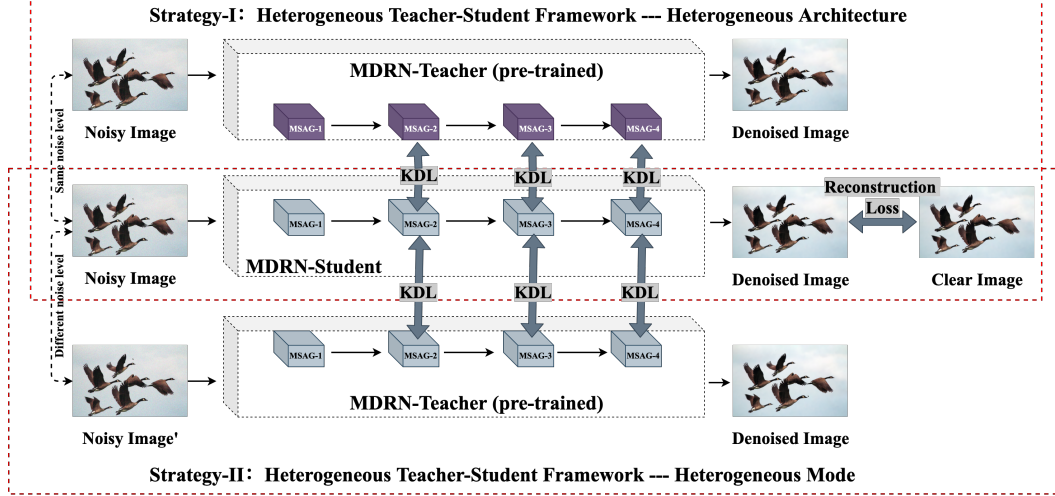 Strategy-I: Heterogeneous Teacher-Student Framework --- Heterogeneous Architecture
MDRN-Teacher (pre-trained)
MSAG-1
MSAG-2
MSAG-3
MSAG-4
Noisy Image
Denoised Image
Same noise level
KDL
KDL
KDL
Reconstruction
Loss
MSAG-1
MSAG-2
MSAG-3
MSAG-4
MDRN-Student
Noisy Image
Denoised Image
Clear Image
Different noise level
KDL
KDL
KDL
MSAG-1
MSAG-2
MSAG-3
MSAG-4
MDRN-Teacher (pre-trained)
Noisy Image'
Denoised Image
Strategy-II: Heterogeneous Teacher-Student Framework --- Heterogeneous Mode